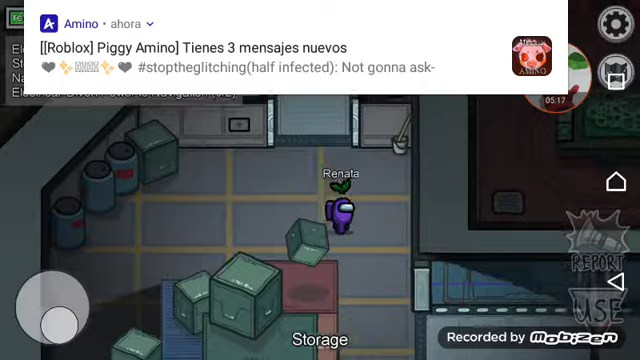 Amino • ahora
[[Roblox] Piggy Amino] Tienes 3 mensajes nuevos
#stoptheglitching(half infected): Not gonna ask-
AMINO
05:17
Renata
REPORT
USE
Storage
Recorded by Mobizen